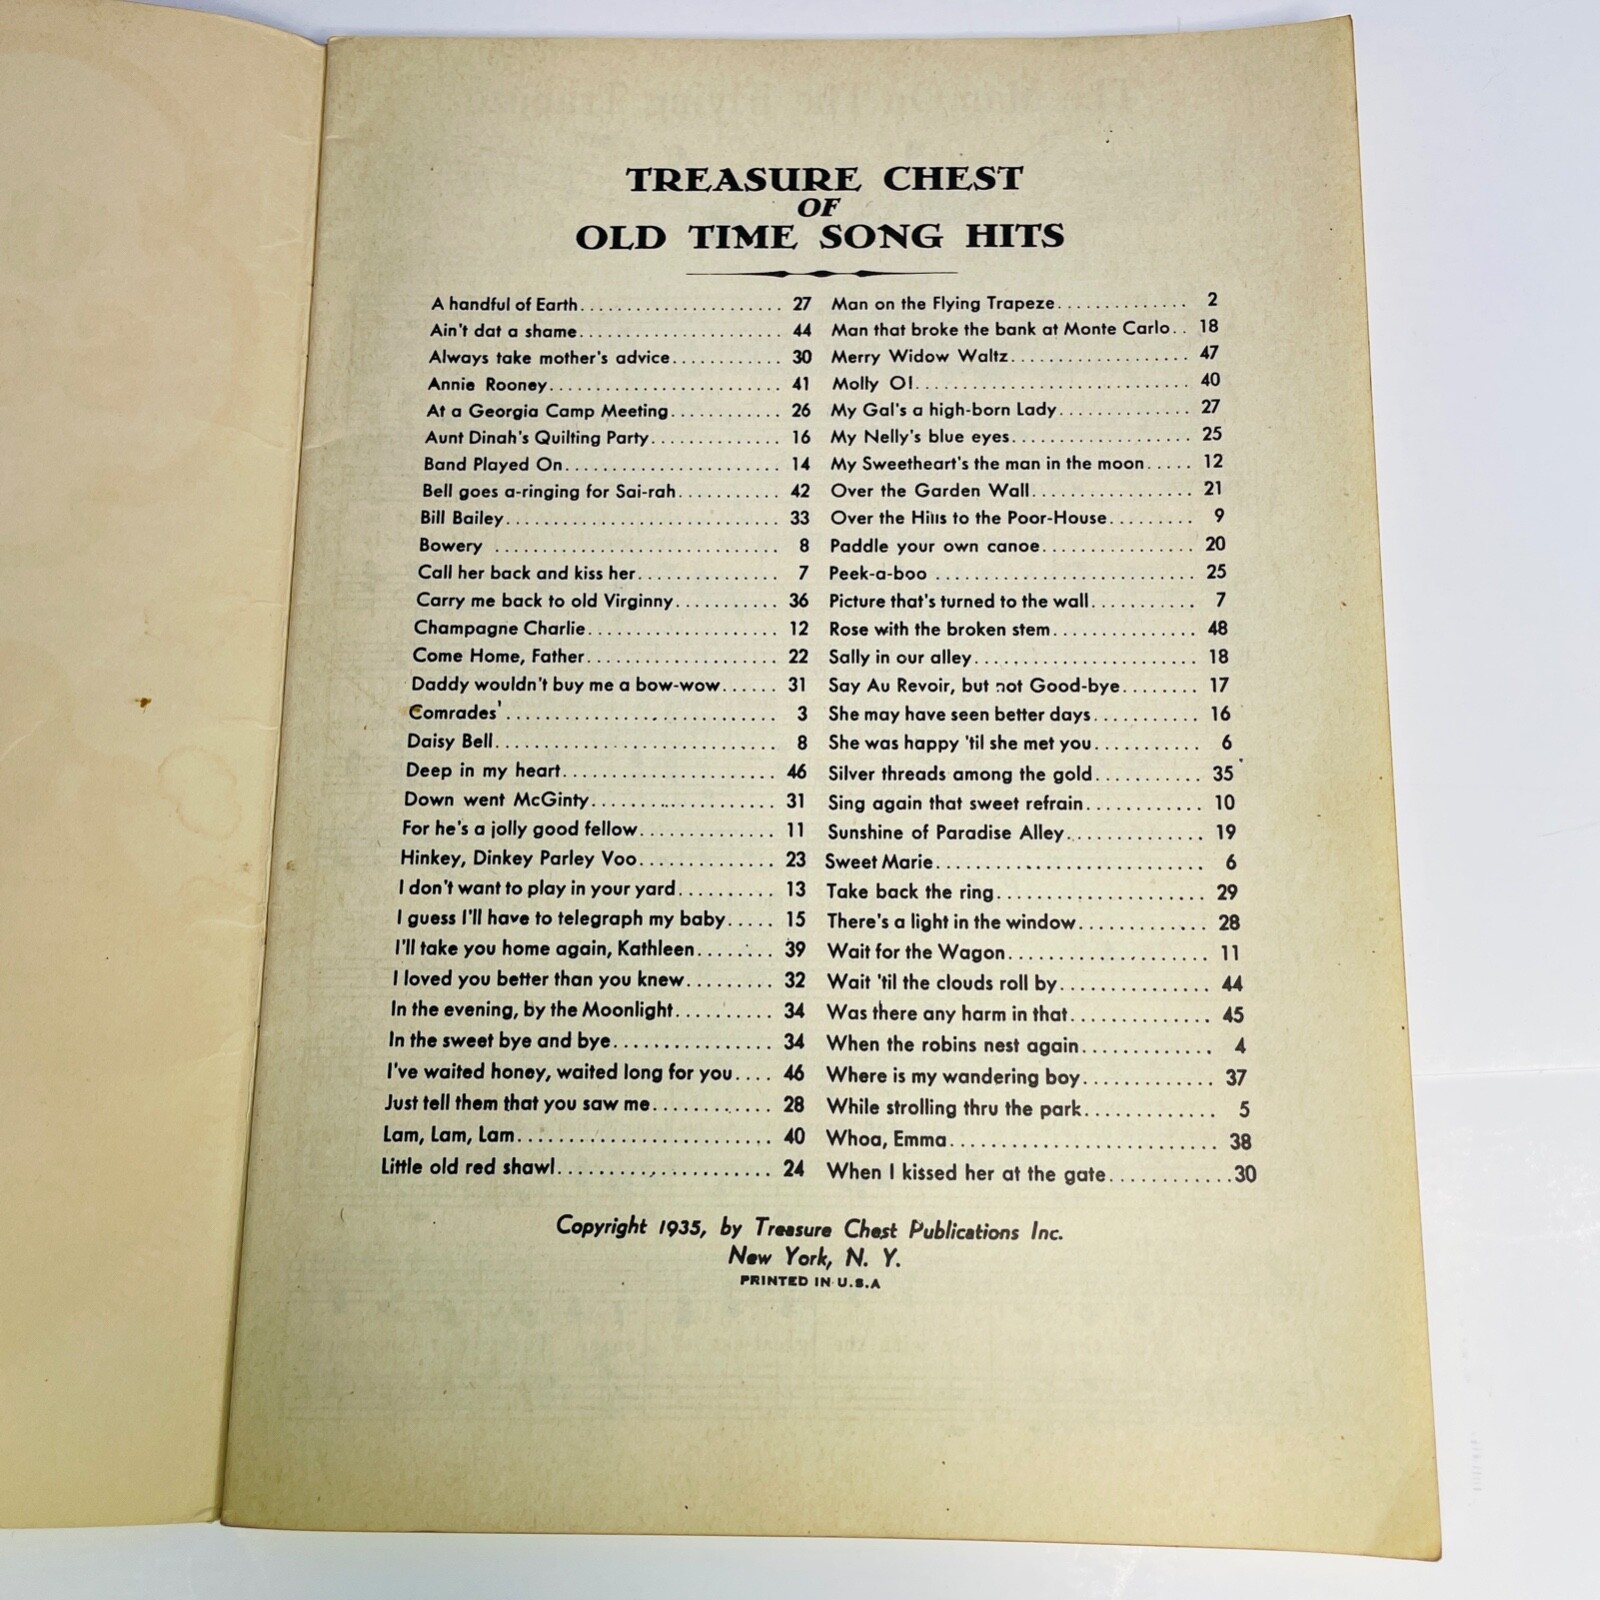 TREASURE CHEST
OF
OLD TIME SONG HITS
A handful of Earth....................... 27
Ain't dat a shame....................... 44
Always take mother's advice............ 30
Annie Rooney......................... 41
At a Georgia Camp Meeting............ 26
Aunt Dinah's Quilting Party.............. 16
Band Played On........................ 14
Bell goes a-ringing for Sai-rah........... 42
Bill Bailey.............................. 33
Bowery .............................. 8
Call her back and kiss her............... 7
Carry me back to old Virginny........... 36
Champagne Charlie.................... 12
Come Home, Father.................... 22
Daddy wouldn't buy me a bow-wow...... 31
Comrades'............................ 3
Daisy Bell............................. 8
Deep in my heart....................... 46
Down went McGinty................... 31
For he's a jolly good fellow.............. 11
Hinkey, Dinkey Parley Voo.............. 23
I don't want to play in your yard.......... 13
I guess I'll have to telegraph my baby..... 15
I'll take you home again, Kathleen........ 39
I loved you better than you knew......... 32
In the evening, by the Moonlight.......... 34
In the sweet bye and bye................ 34
I've waited honey, waited long for you.... 46
Just tell them that you saw me............ 28
Lam, Lam, Lam......................... 40
Little old red shawl...................... 24
Man on the Flying Trapeze.............. 2
Man that broke the bank at Monte Carlo.. 18
Merry Widow Waltz................... 47
Molly O!............................. 40
My Gal's a high-born Lady.............. 27
My Nelly's blue eyes................... 25
My Sweetheart's the man in the moon..... 12
Over the Garden Wall................. 21
Over the Hills to the Poor-House......... 9
Paddle your own canoe................ 20
Peek-a-boo .......................... 25
Picture that's turned to the wall........... 7
Rose with the broken stem............... 48
Sally in our alley....................... 18
Say Au Revoir, but not Good-bye........ 17
She may have seen better days........... 16
She was happy 'til she met you........... 6
Silver threads among the gold........... 35
Sing again that sweet refrain............ 10
Sunshine of Paradise Alley.............. 19
Sweet Marie........................... 6
Take back the ring...................... 29
There's a light in the window............. 28
Wait for the Wagon.................... 11
Wait 'til the clouds roll by............... 44
Was there any harm in that.............. 45
When the robins nest again............. 4
Where is my wandering boy............. 37
While strolling thru the park............. 5
Whoa, Emma.......................... 38
When I kissed her at the gate............30
Copyright 1935, by Treasure Chest Publications Inc.
New York, N. Y.
PRINTED IN U.S.A